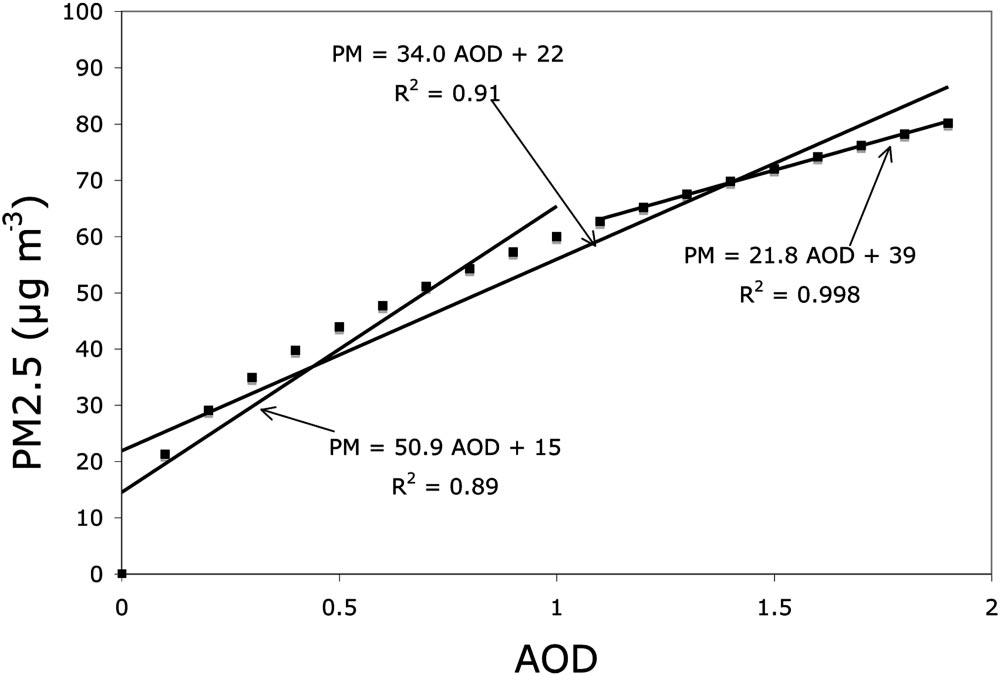 100
90
80
70
60
50
40
30
20
10
0
PM2.5 (µg m-3)
PM = 34.0 AOD + 22
R2 = 0.91
PM = 21.8 AOD + 39
R2 = 0.998
PM = 50.9 AOD + 15
R2 = 0.89
0 0.5 1 1.5 2
AOD